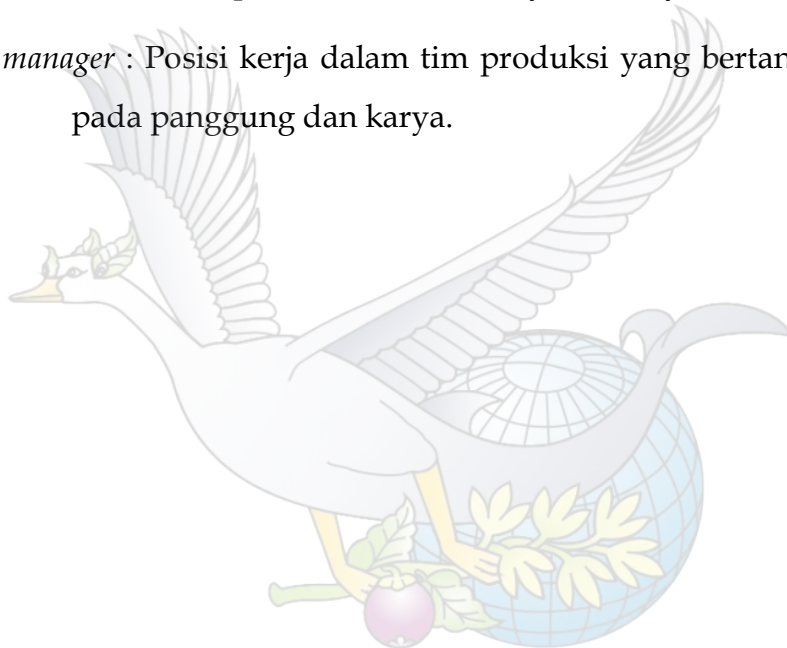 manager : Posisi kerja dalam tim produksi yang bertan
pada panggung dan karya.